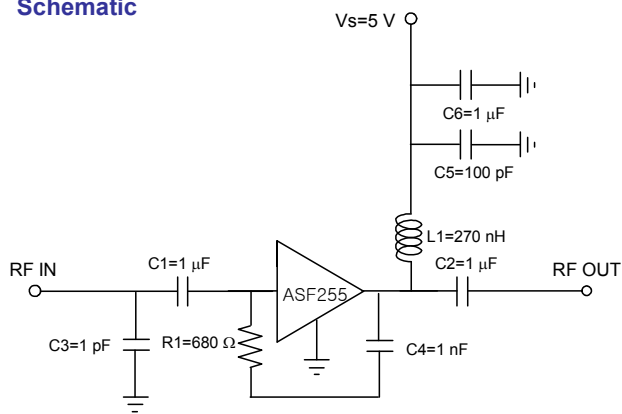 Schematic
Vs=5 V
C6=1 μF
C5=100 pF
L1=270 nH
RF IN
C1=1 μF
C2=1 μF
RF OUT
ASF255
C3=1 pF
R1=680 Ω
C4=1 nF